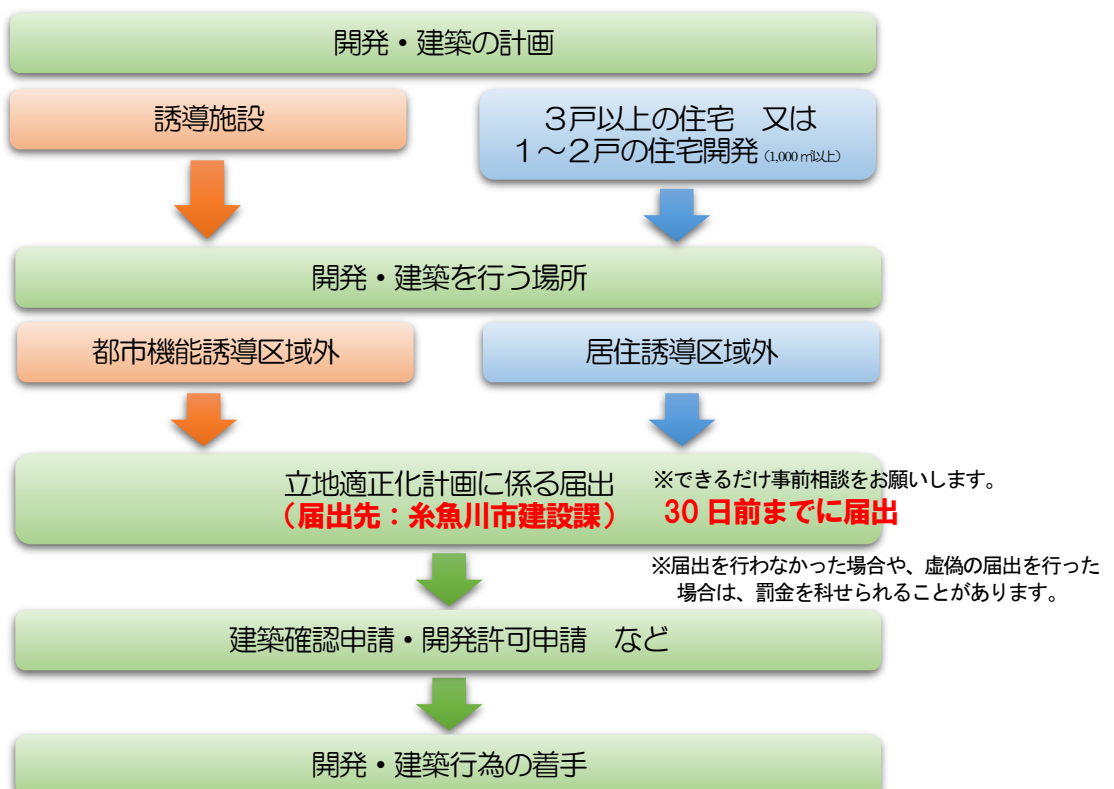 開発・建築の計画
誘導施設
3戸以上の住宅　又は
1～2戸の住宅開発（1,000㎡以上）
開発・建築を行う場所
都市機能誘導区域外
居住誘導区域外
立地適正化計画に係る届出
（届出先：糸魚川市建設課）
※できるだけ事前相談をお願いします。
30日前までに届出
※届出を行わなかった場合や、虚偽の届出を行った
場合は、罰金を科せられることがあります。
建築確認申請・開発許可申請　など
開発・建築行為の着手